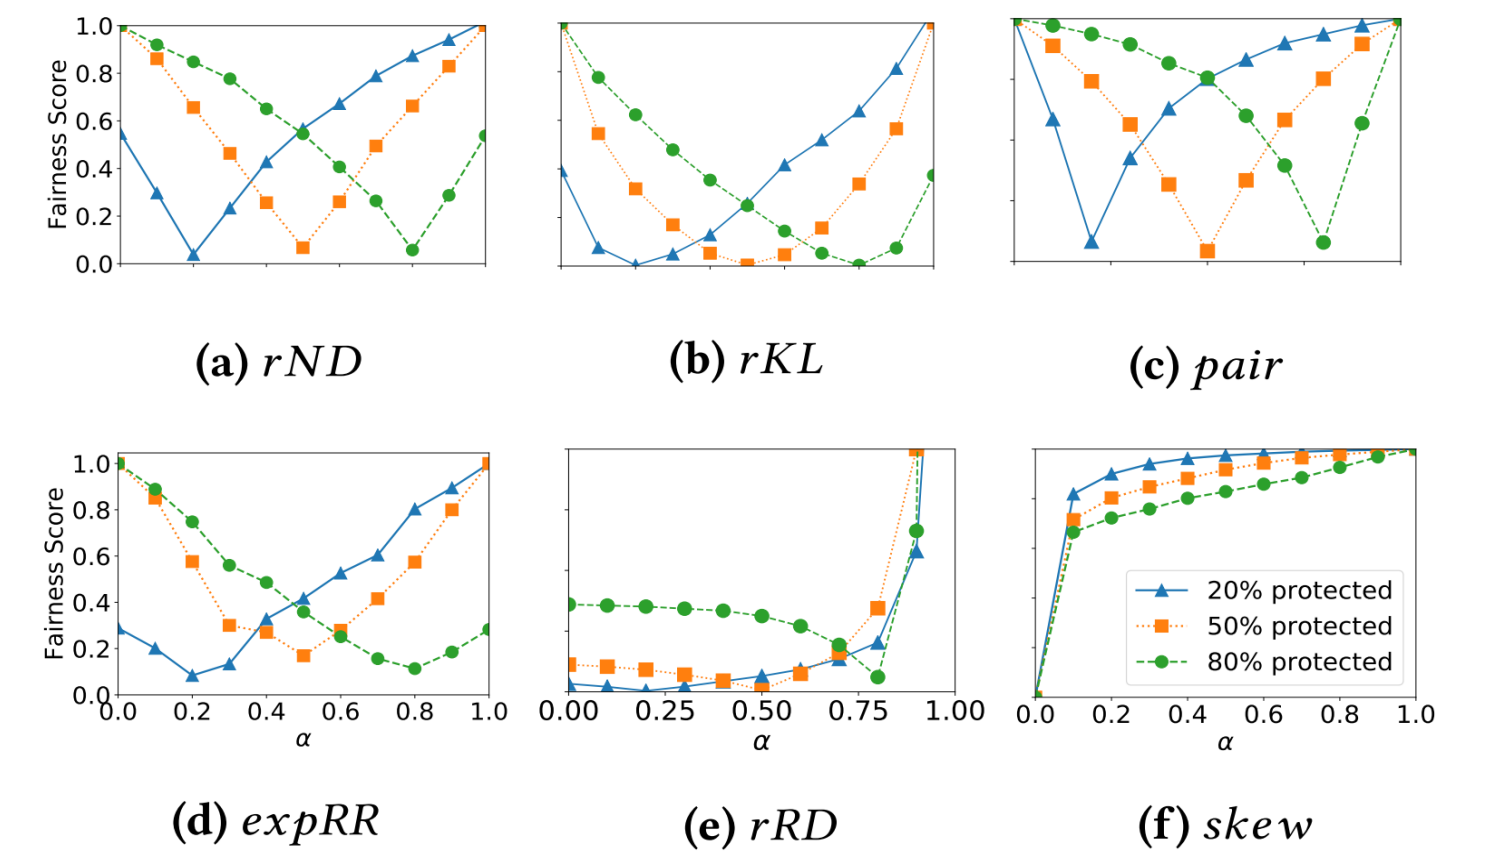 Fairness Score
1.0
0.8
0.6
0.4
0.2
0.0
(a) rND
(b) rKL
(c) pair
Fairness Score
1.0
0.8
0.6
0.4
0.2
0.0
0.0 0.2 0.4 0.6 0.8 1.0
α
(d) expRR
0.00 0.25 0.50 0.75 1.00
α
(e) rRD
20% protected
50% protected
80% protected
0.0 0.2 0.4 0.6 0.8 1.0
α
(f) skew